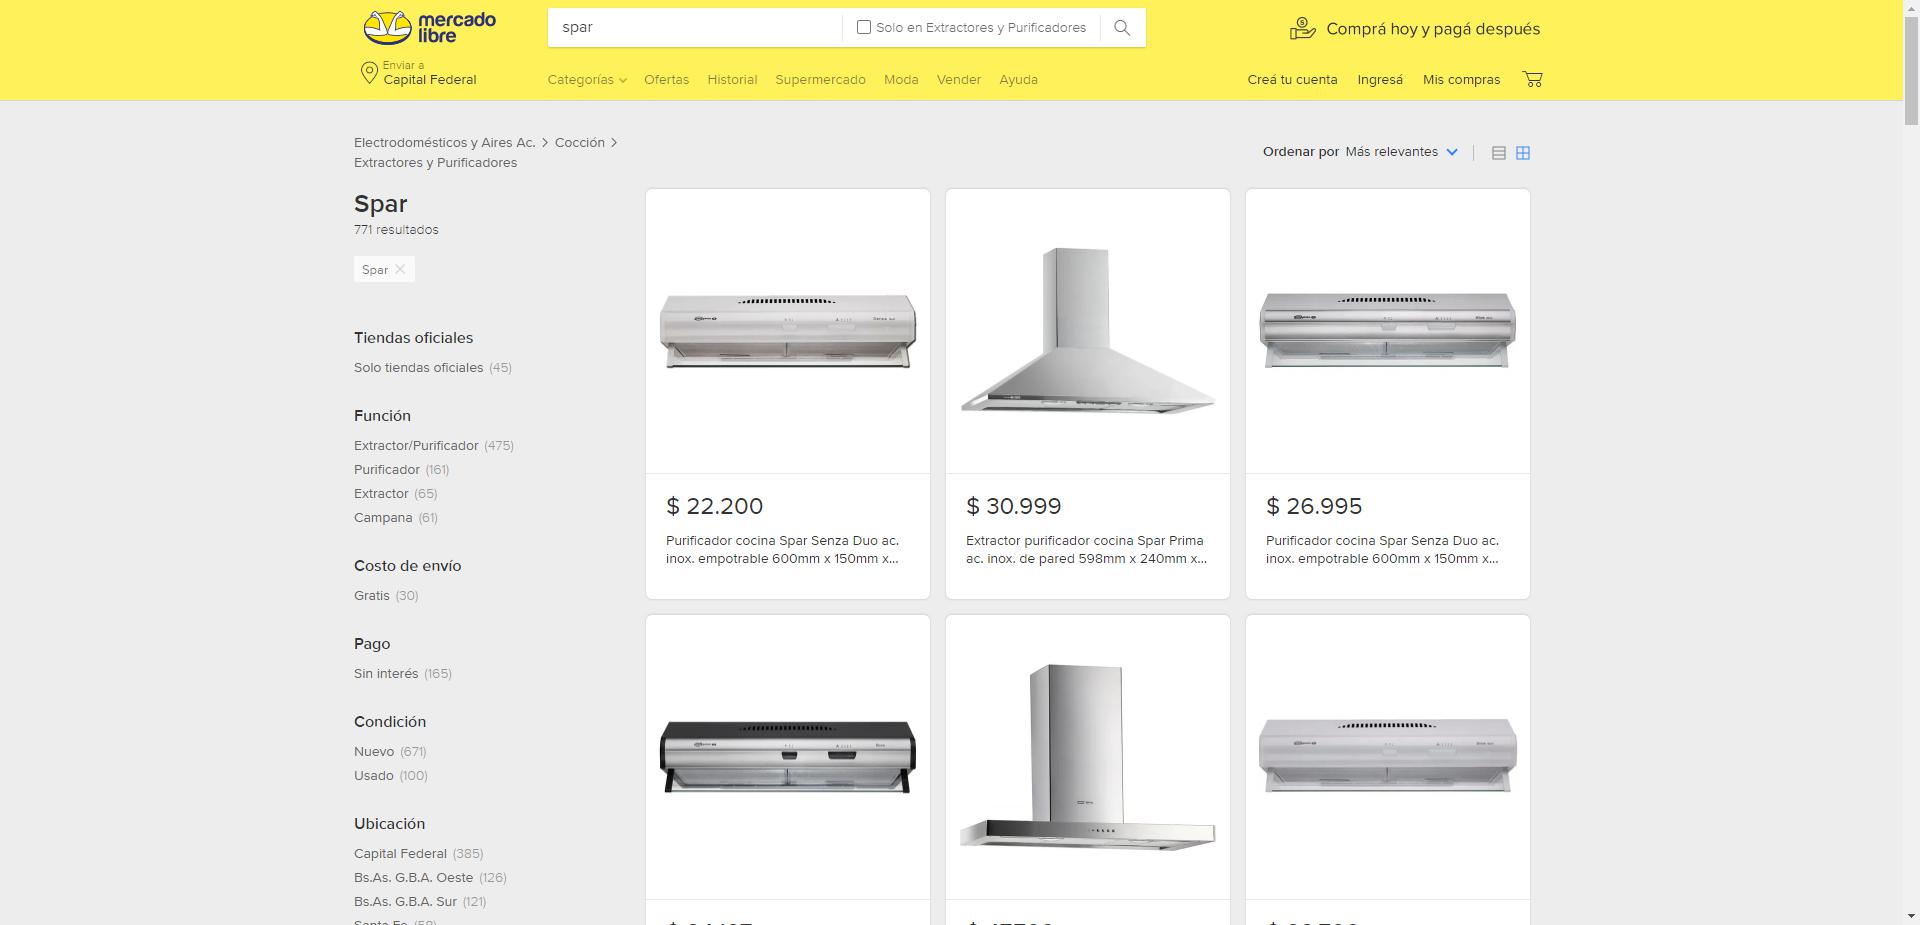 mercado
libre
spar
Solo en Extractores y Purificadores
Comprá hoy y pagá después
Enviar a
Capital Federal
Categorías
Ofertas
Historial
Supermercado
Moda
Vender
Ayuda
Creá tu cuenta
Ingresá
Mis compras
Electrodomésticos y Aires Ac. > Cocción >
Extractores y Purificadores
Ordenar por Más relevantes
Spar
771 resultados
Spar
Tiendas oficiales
Solo tiendas oficiales (45)
Función
Extractor/Purificador (475)
Purificador (161)
Extractor (65)
Campana (61)
Costo de envío
Gratis (30)
Pago
Sin interés (165)
Condición
Nuevo (671)
Usado (100)
Ubicación
Capital Federal (385)
Bs.As. G.B.A. Oeste (126)
Bs.As. G.B.A. Sur (121)
$ 22.200
Purificador cocina Spar Senza Duo ac.
inox. empotrable 600mm x 150mm x...
$ 30.999
Extractor purificador cocina Spar Prima
ac. inox. de pared 598mm x 240mm x...
$ 26.995
Purificador cocina Spar Senza Duo ac.
inox. empotrable 600mm x 150mm x...